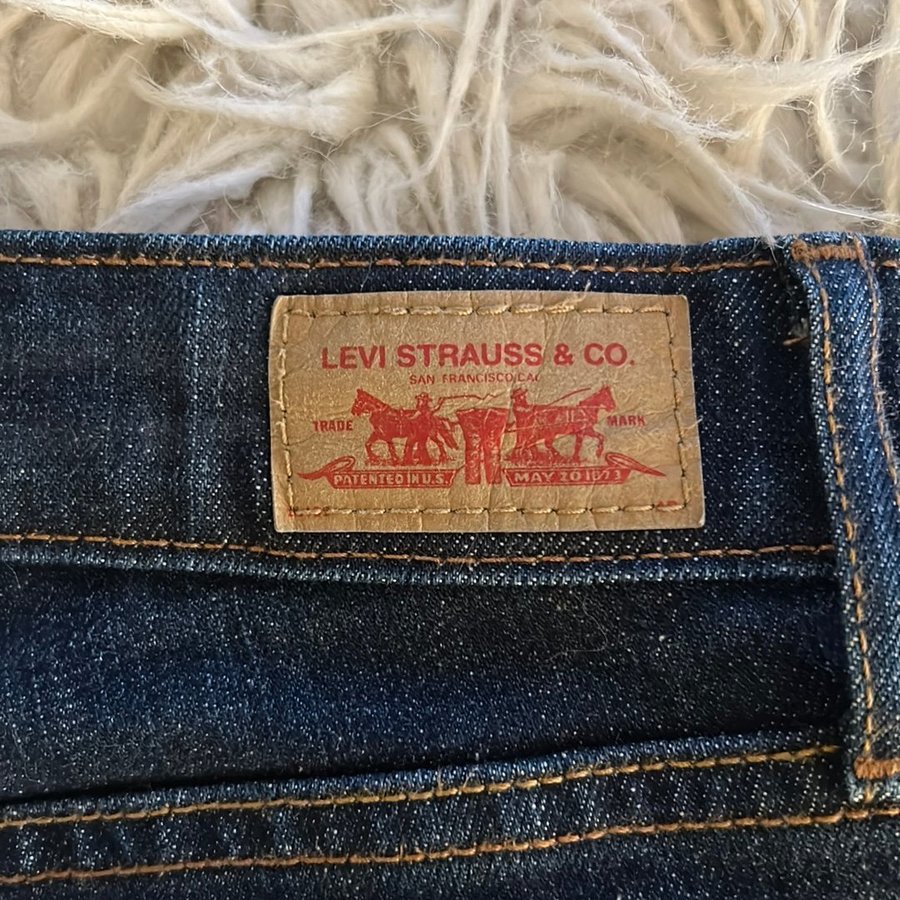 LEVI STRAUSS & CO.
SAN FRANCISCO, CAL
TRADE MARK
PATENTED IN U.S. MAY 20 1873